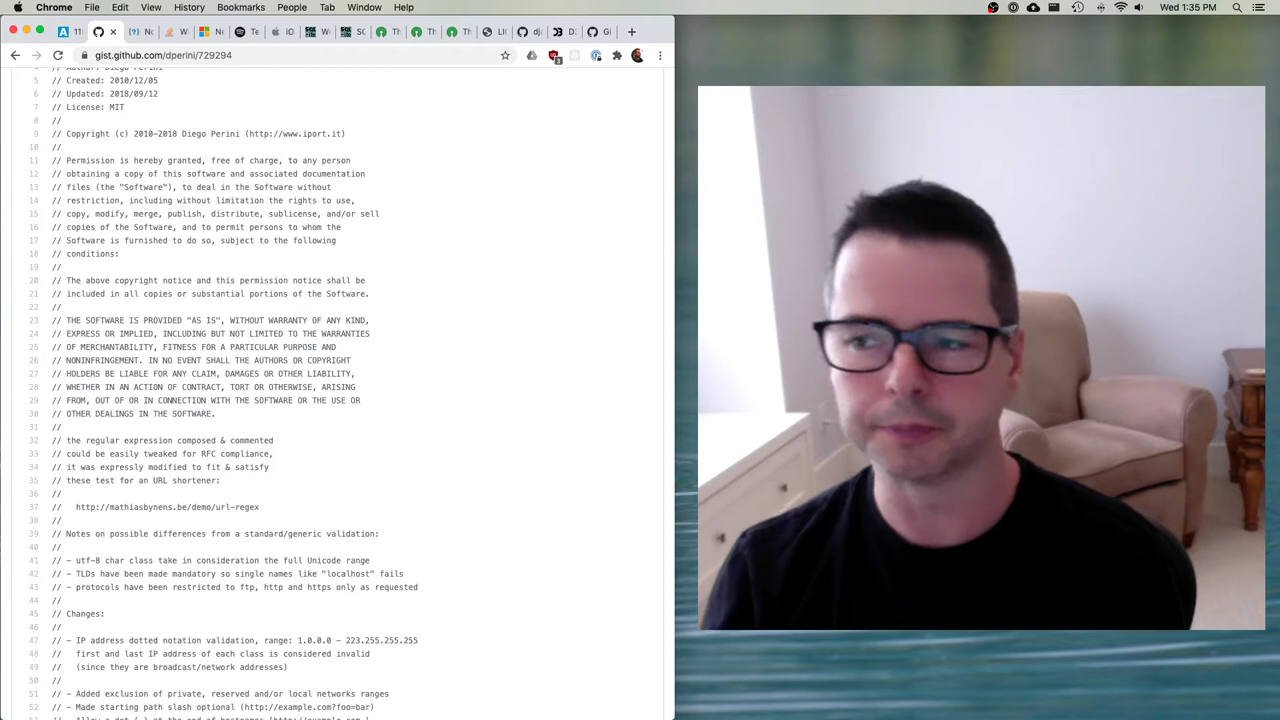 Chrome File Edit View History Bookmarks People Tab Window Help Wed 1:35 PM
gist.github.com/dperini/729294
// Author: Diego Perini
5 // Created: 2010/12/05
6 // Updated: 2018/09/12
7 // License: MIT
8 //
9 // Copyright (c) 2010-2018 Diego Perini (http://www.iport.it)
10 //
11 // Permission is hereby granted, free of charge, to any person
12 // obtaining a copy of this software and associated documentation
13 // files (the "Software"), to deal in the Software without
14 // restriction, including without limitation the rights to use,
15 // copy, modify, merge, publish, distribute, sublicense, and/or sell
16 // copies of the Software, and to permit persons to whom the
17 // Software is furnished to do so, subject to the following
18 // conditions:
19 //
20 // The above copyright notice and this permission notice shall be
21 // included in all copies or substantial portions of the Software.
22 //
23 // THE SOFTWARE IS PROVIDED "AS IS", WITHOUT WARRANTY OF ANY KIND,
24 // EXPRESS OR IMPLIED, INCLUDING BUT NOT LIMITED TO THE WARRANTIES
25 // OF MERCHANTABILITY, FITNESS FOR A PARTICULAR PURPOSE AND
26 // NONINFRINGEMENT. IN NO EVENT SHALL THE AUTHORS OR COPYRIGHT
27 // HOLDERS BE LIABLE FOR ANY CLAIM, DAMAGES OR OTHER LIABILITY,
28 // WHETHER IN AN ACTION OF CONTRACT, TORT OR OTHERWISE, ARISING
29 // FROM, OUT OF OR IN CONNECTION WITH THE SOFTWARE OR THE USE OR
30 // OTHER DEALINGS IN THE SOFTWARE.
31 //
32 // the regular expression composed & commented
33 // could be easily tweaked for RFC compliance,
34 // it was expressly modified to fit & satisfy
35 // these test for an URL shortener:
36 //
37 // http://mathiasbynens.be/demo/url-regex
38 //
39 // Notes on possible differences from a standard/generic validation:
40 //
41 // - utf-8 char class take in consideration the full Unicode range
42 // - TLDs have been made mandatory so single names like "localhost" fails
43 // - protocols have been restricted to ftp, http and https only as requested
44 //
45 // Changes:
46 //
47 // - IP address dotted notation validation, range: 1.0.0.0 - 223.255.255.255
48 // first and last IP address of each class is considered invalid
49 // (since they are broadcast/network addresses)
50 //
51 // - Added exclusion of private, reserved and/or local networks ranges
52 // - Made starting path slash optional (http://example.com?foo=bar)